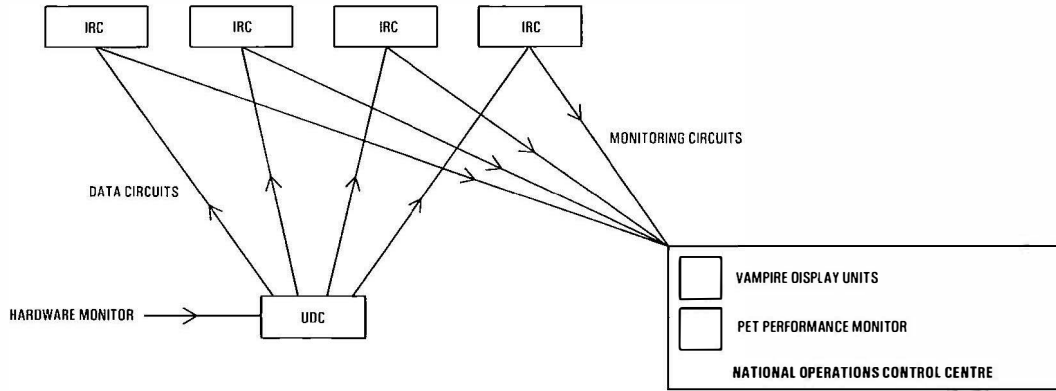 IRC
IRC
IRC
IRC
MONITORING CIRCUITS
DATA CIRCUITS
VAMPIRE DISPLAY UNITS
HARDWARE MONITOR
UDC
PET PERFORMANCE MONITOR
NATIONAL OPERATIONS CONTROL CENTRE